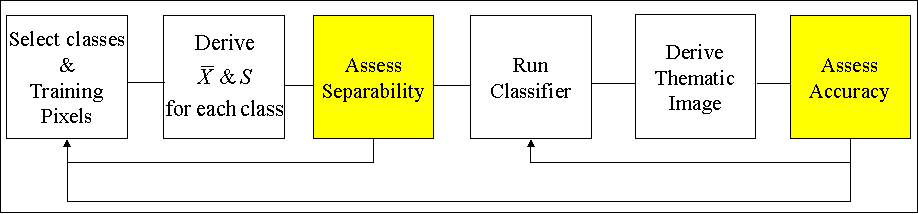 Select classes
&
Training
Pixels
Derive
X̅ & S
for each class
Assess
Separability
Run
Classifier
Derive
Thematic
Image
Assess
Accuracy